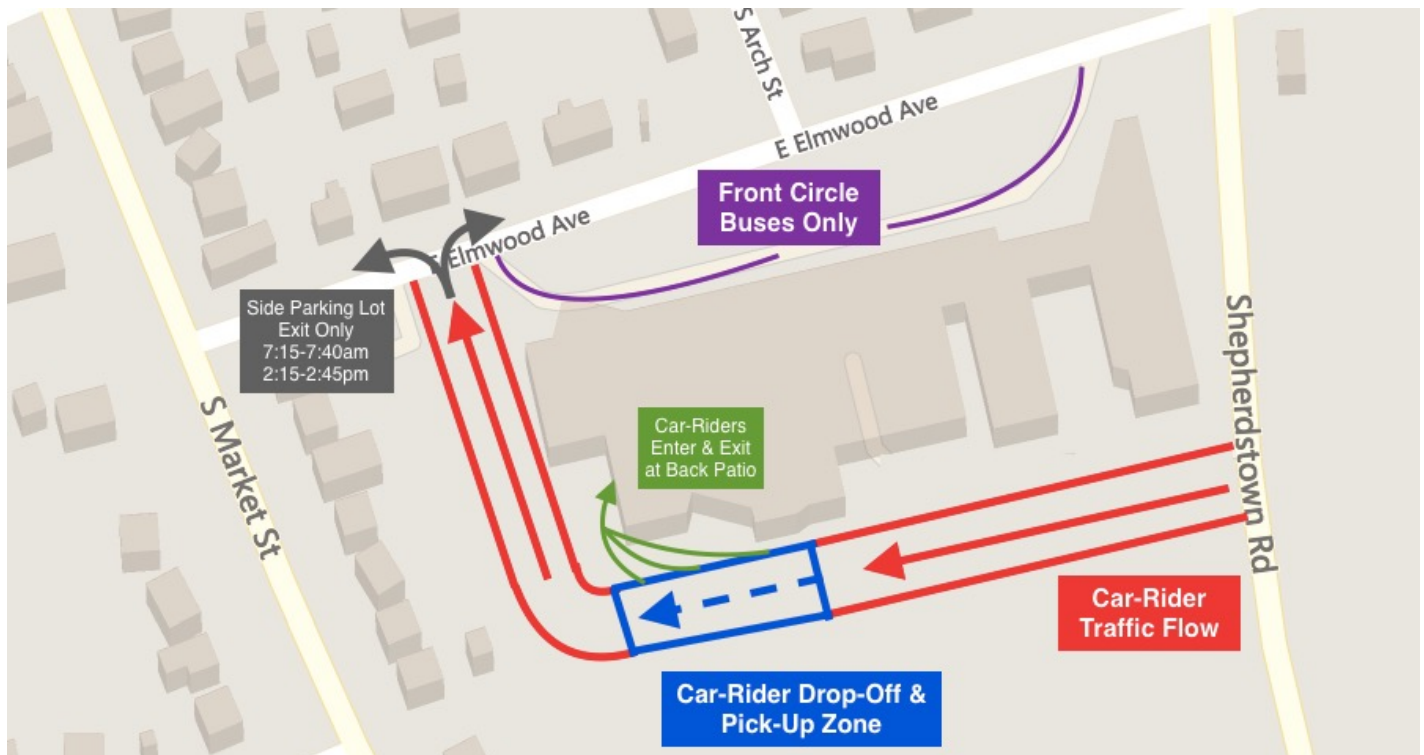 S Arch St
E Elmwood Ave
Front Circle
Buses Only
E Elmwood Ave
Side Parking Lot
Exit Only
7:15-7:40am
2:15-2:45pm
S Market St
Shepherdstown Rd
Car-Riders
Enter & Exit
at Back Patio
Car-Rider
Traffic Flow
Car-Rider Drop-Off &
Pick-Up Zone